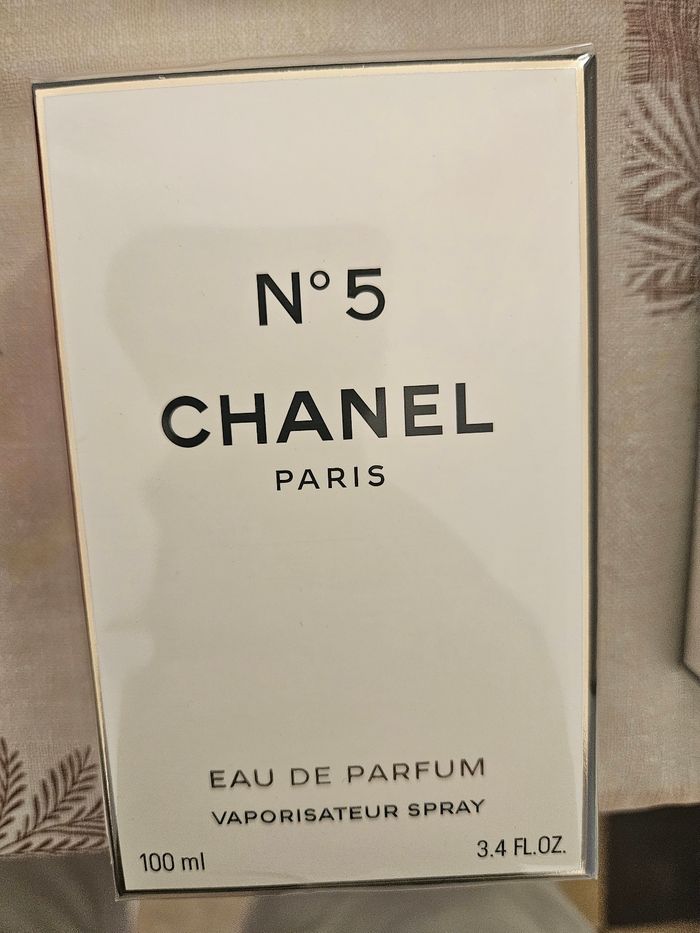 N° 5
CHANEL
PARIS
EAU DE PARFUM
VAPORISATEUR SPRAY
100 ml
3.4 FL.OZ.